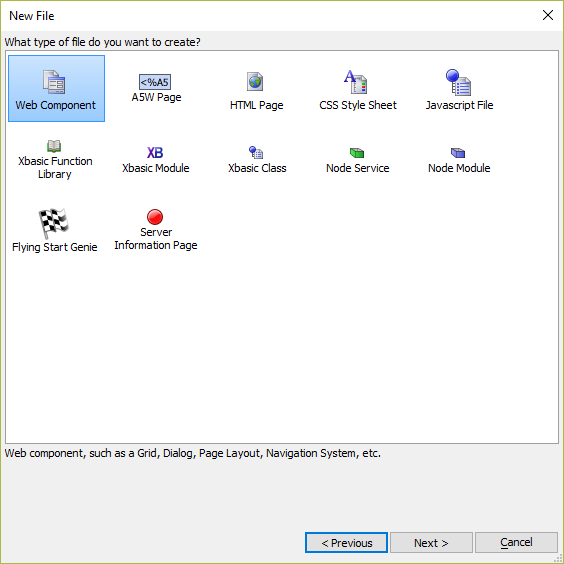 New File
What type of file do you want to create?
<%A5
Web Component
A5W Page
HTML Page
CSS Style Sheet
Javascript File
XB
Xbasic Function
Library
Xbasic Module
Xbasic Class
Node Service
Node Module
Flying Start Genie
Server
Information Page
Web component, such as a Grid, Dialog, Page Layout, Navigation System, etc.
< Previous
Next >
Cancel